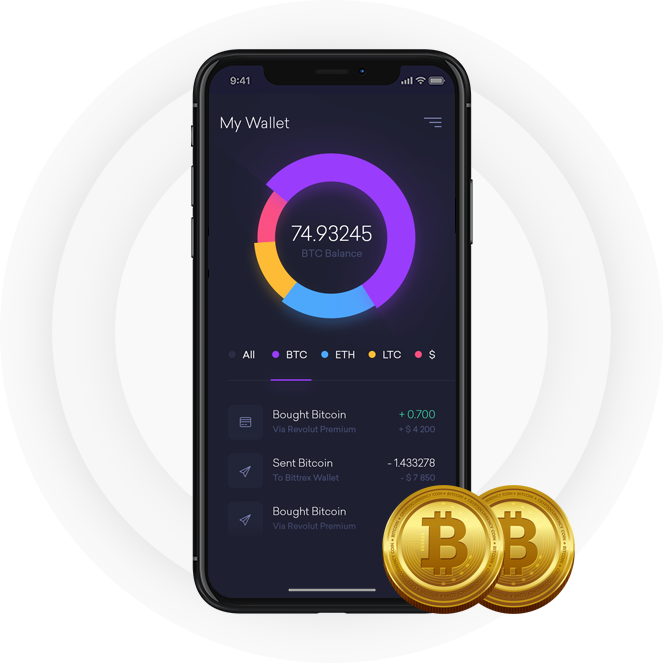 9:41
My Wallet
74.93245
BTC Balance
All BTC ETH LTC $
Bought Bitcoin + 0.700
Via Revolut Premium + $ 4 200
Sent Bitcoin - 1.433278
To Bittrex Wallet - $ 7 850
Bought Bitcoin
Via Revolut Premium